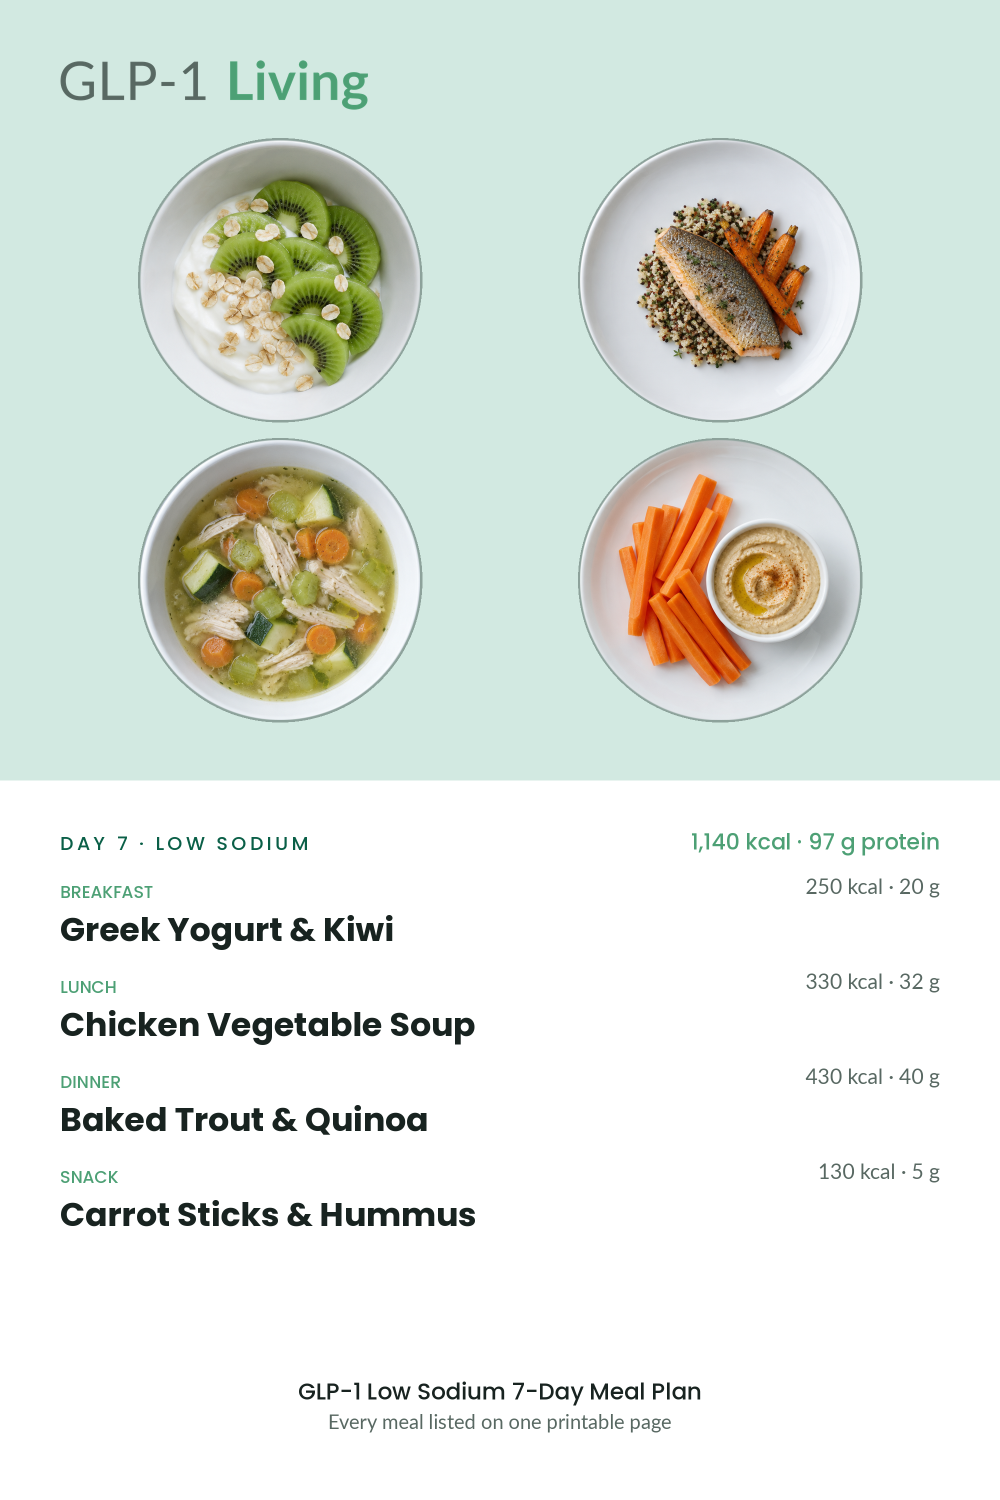 GLP-1 Living
DAY 7 · LOW SODIUM
1,140 kcal · 97 g protein
BREAKFAST
250 kcal · 20 g
Greek Yogurt & Kiwi
LUNCH
330 kcal · 32 g
Chicken Vegetable Soup
DINNER
430 kcal · 40 g
Baked Trout & Quinoa
SNACK
130 kcal · 5 g
Carrot Sticks & Hummus
GLP-1 Low Sodium 7-Day Meal Plan
Every meal listed on one printable page